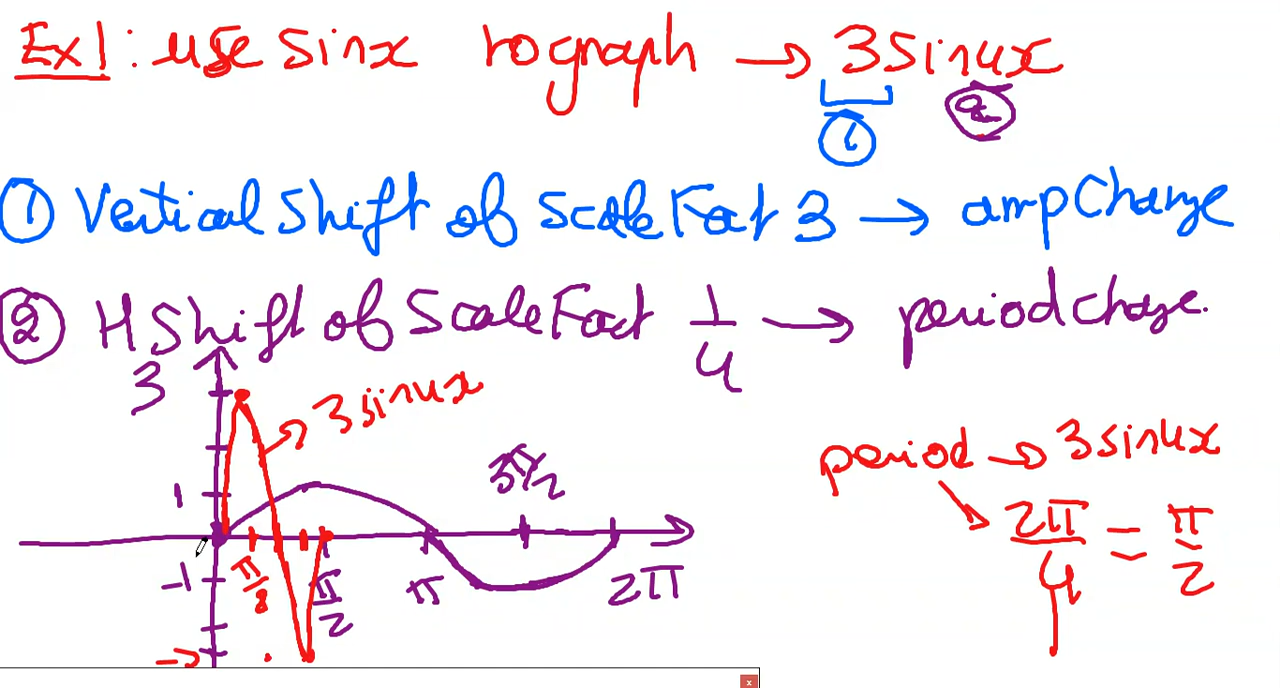 Ex1: use sinx to graph → 3sin4x
1 2
① Vertical Shift of Scale Fact 3 → amp Change
② H Shift of Scale Fact 1/4 → period change.
3
3sin4x
1
3π/2
-1
π/8
π/2
π
2π
period → 3sin4x
2π/4 = π/2
x